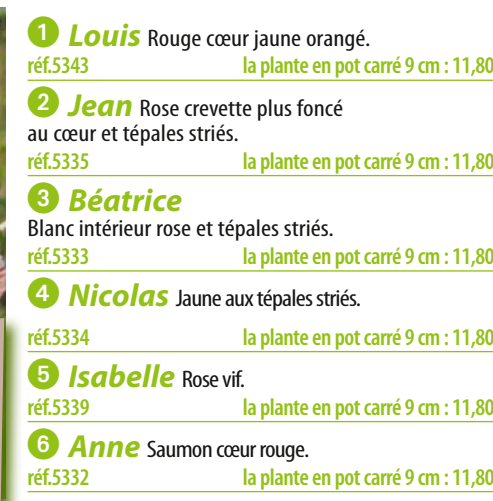 1 Louis Rouge cœur jaune orangé.
réf.5343 la plante en pot carré 9 cm : 11,80
2 Jean Rose crevette plus foncé
au cœur et tépales striés.
réf.5335 la plante en pot carré 9 cm : 11,80
3 Béatrice
Blanc intérieur rose et tépales striés.
réf.5333 la plante en pot carré 9 cm : 11,80
4 Nicolas Jaune aux tépales striés.
réf.5334 la plante en pot carré 9 cm : 11,80
5 Isabelle Rose vif.
réf.5339 la plante en pot carré 9 cm : 11,80
6 Anne Saumon cœur rouge.
réf.5332 la plante en pot carré 9 cm : 11,80